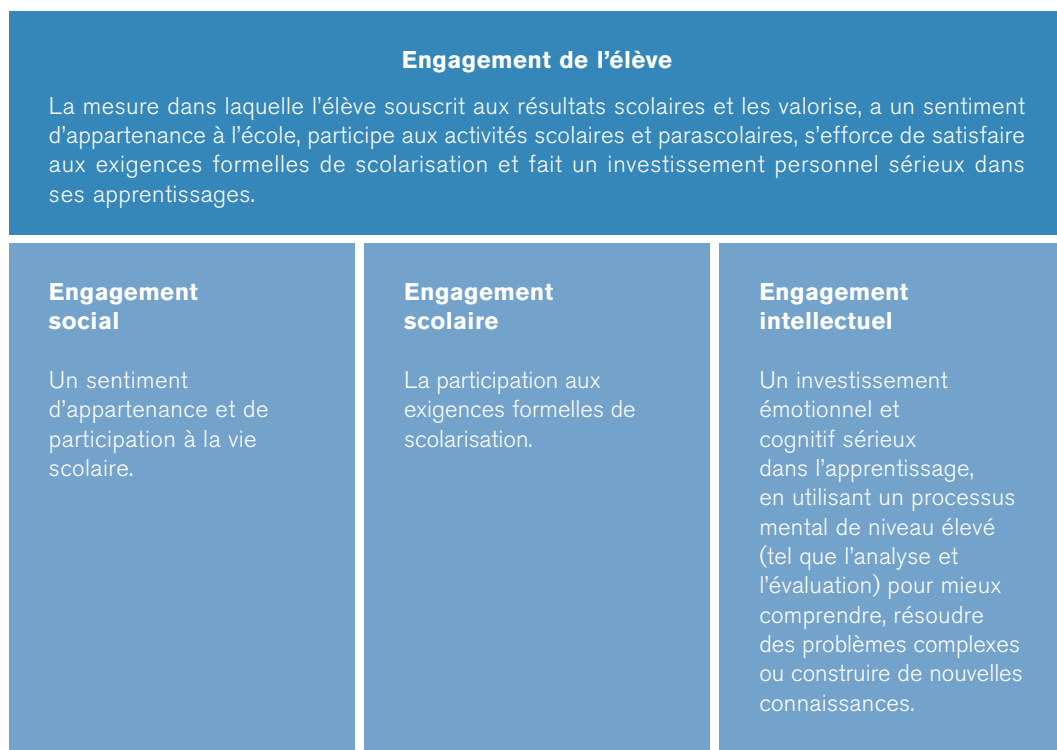 Engagement de l’élève
La mesure dans laquelle l’élève souscrit aux résultats scolaires et les valorise, a un sentiment
d’appartenance à l’école, participe aux activités scolaires et parascolaires, s’efforce de satisfaire
aux exigences formelles de scolarisation et fait un investissement personnel sérieux dans
ses apprentissages.
Engagement
social
Un sentiment
d’appartenance et de
participation à la vie
scolaire.
Engagement
scolaire
La participation aux
exigences formelles de
scolarisation.
Engagement
intellectuel
Un investissement
émotionnel et
cognitif sérieux
dans l’apprentissage,
en utilisant un processus
mental de niveau élevé
(tel que l’analyse et
l’évaluation) pour mieux
comprendre, résoudre
des problèmes complexes
ou construire de nouvelles
connaissances.